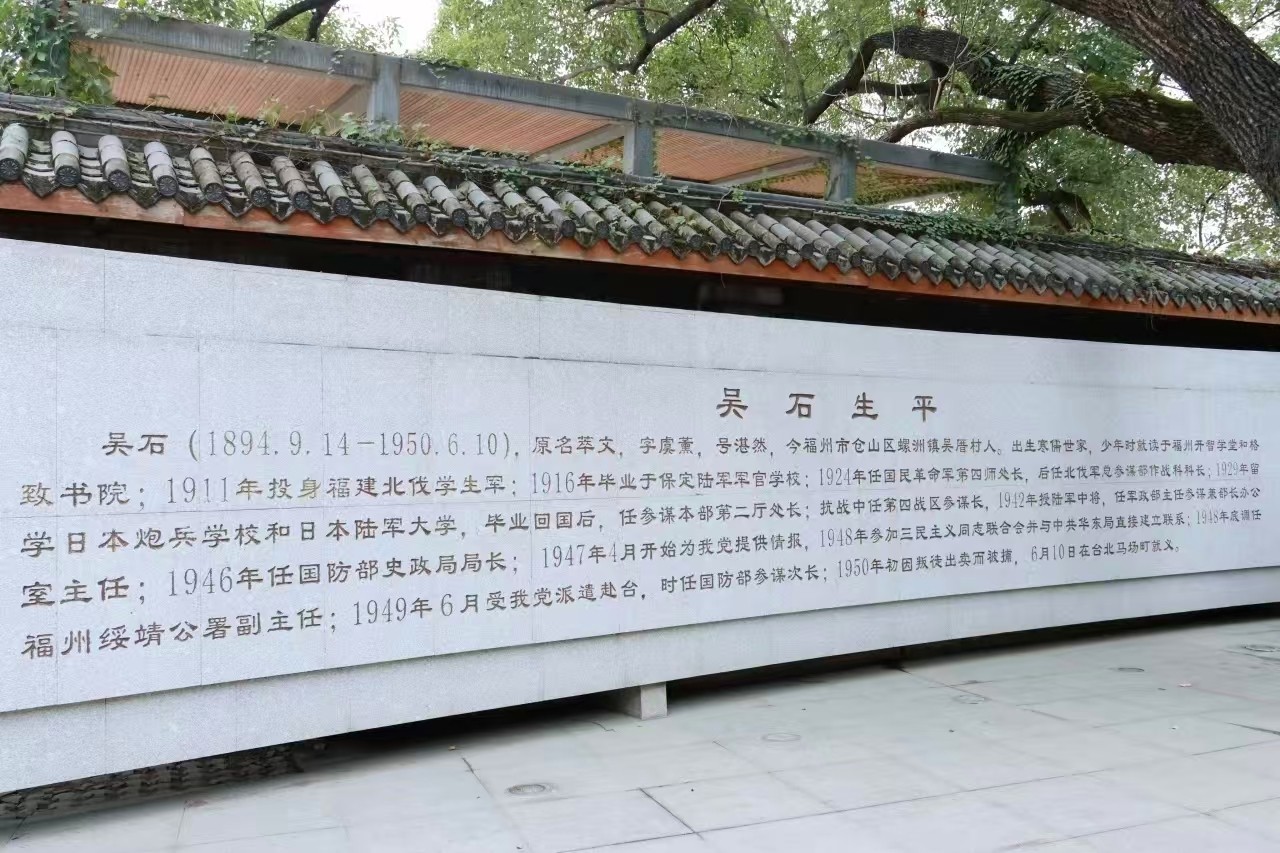 吴石生平
吴石（1894.9.14－1950.6.10），原名萃文，字虞薰，号湛然，今福州市仓山区螺洲镇吴厝村人。出生寒儒世家，少年时就读于福州开智学堂和格
致书院；1911年投身福建北伐学生军；1916年毕业于保定陆军军官学校；1924年任国民革命军第四师处长，后任北伐军总参谋部作战科科长；1929年留
学日本炮兵学校和日本陆军大学，毕业回国后，任参谋本部第二厅处长；抗战中任第四战区参谋长，1942年授陆军中将，任军政部主任参谋兼部长办公
室主任；1946年任国防部史政局局长；1947年4月开始为我党提供情报，1948年参加三民主义同志联合会并与中共华东局直接建立联系；1948年底调任
福州绥靖公署副主任；1949年6月受我党派遣赴台，时任国防部参谋次长；1950年初因叛徒出卖而被捕，6月10日在台北马场町就义。